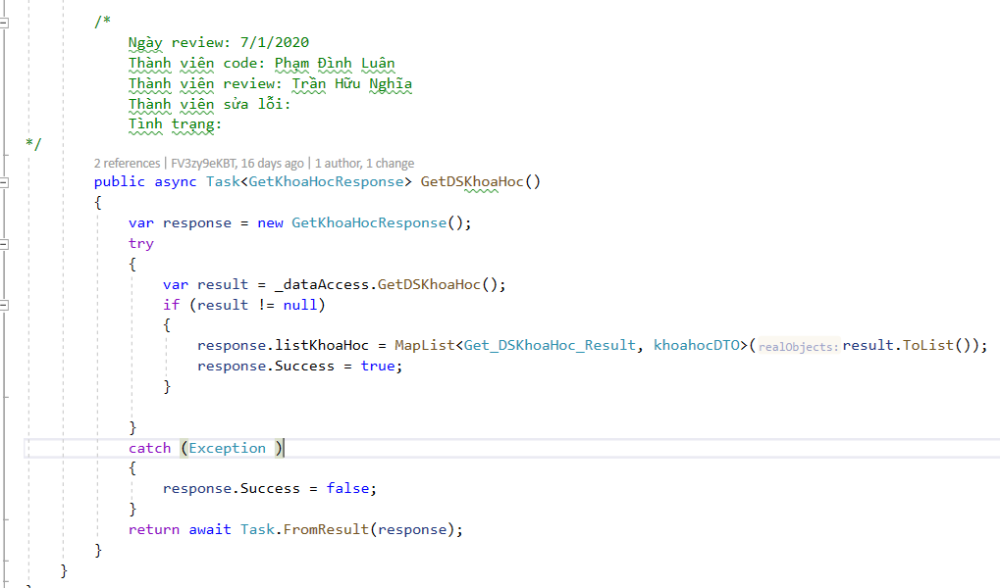 /*
Ngày review: 7/1/2020
Thành viên code: Phạm Đình Luân
Thành viên review: Trần Hữu Nghĩa
Thành viên sửa lỗi:
Tình trạng:
*/
2 references | FV3zy9eKBT, 16 days ago | 1 author, 1 change
public async Task<GetKhoaHocResponse> GetDSKhoaHoc()
{
var response = new GetKhoaHocResponse();
try
{
var result = _dataAccess.GetDSKhoaHoc();
if (result != null)
{
response.listKhoaHoc = MapList<Get_DSKhoaHoc_Result, khoahocDTO>(realObjects: result.ToList());
response.Success = true;
}
}
catch (Exception )
{
response.Success = false;
}
return await Task.FromResult(response);
}
}